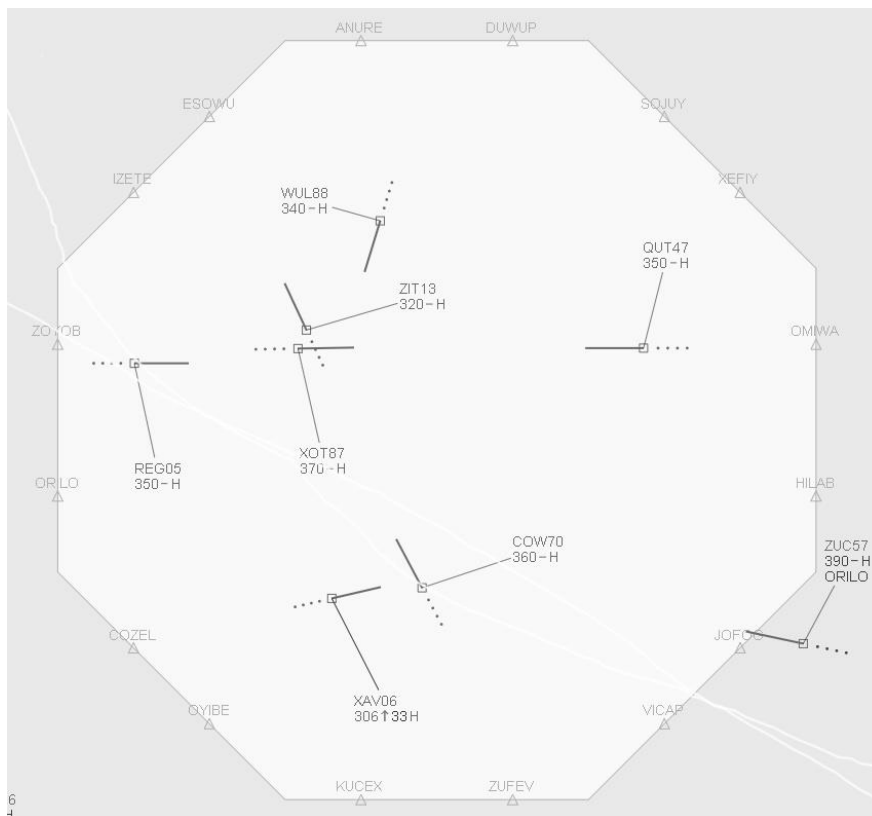 ANURE
DUWUP
ESOWU
SOJUY
IZETE
XEFIY
WUL88
340-H
QUT47
350-H
ZIT13
320-H
ZOYOB
OMIWA
XOT87
370-H
REG05
350-H
ORILO
HILAB
COW70
360-H
ZUC57
390-H
ORILO
COZEL
XAV06
306↑33H
OYIBE
VICAP
KUCEX
ZUFEV
6